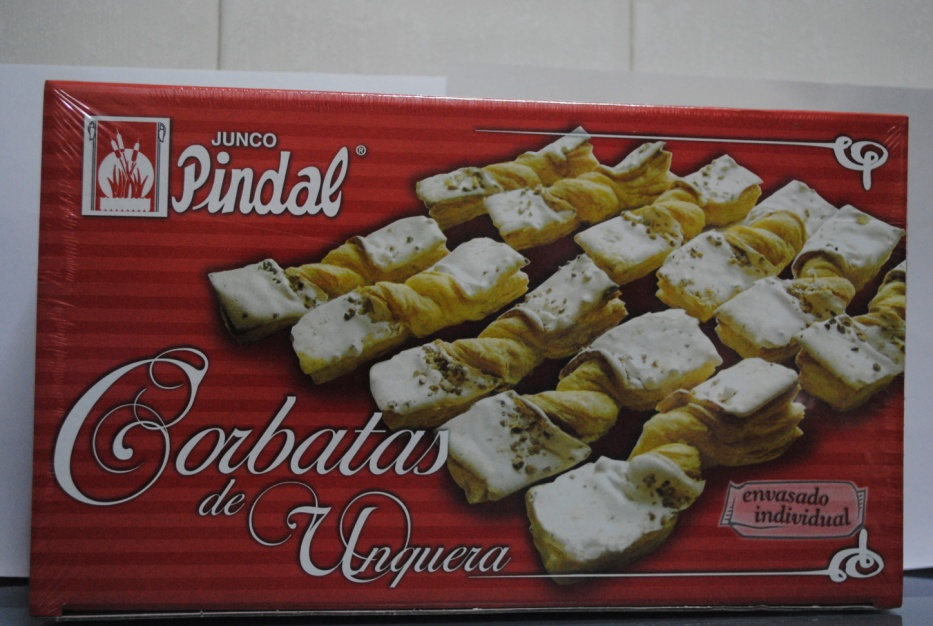 JUNCO
Pindal®
Corbatas
de
Unquera
envasado
individual